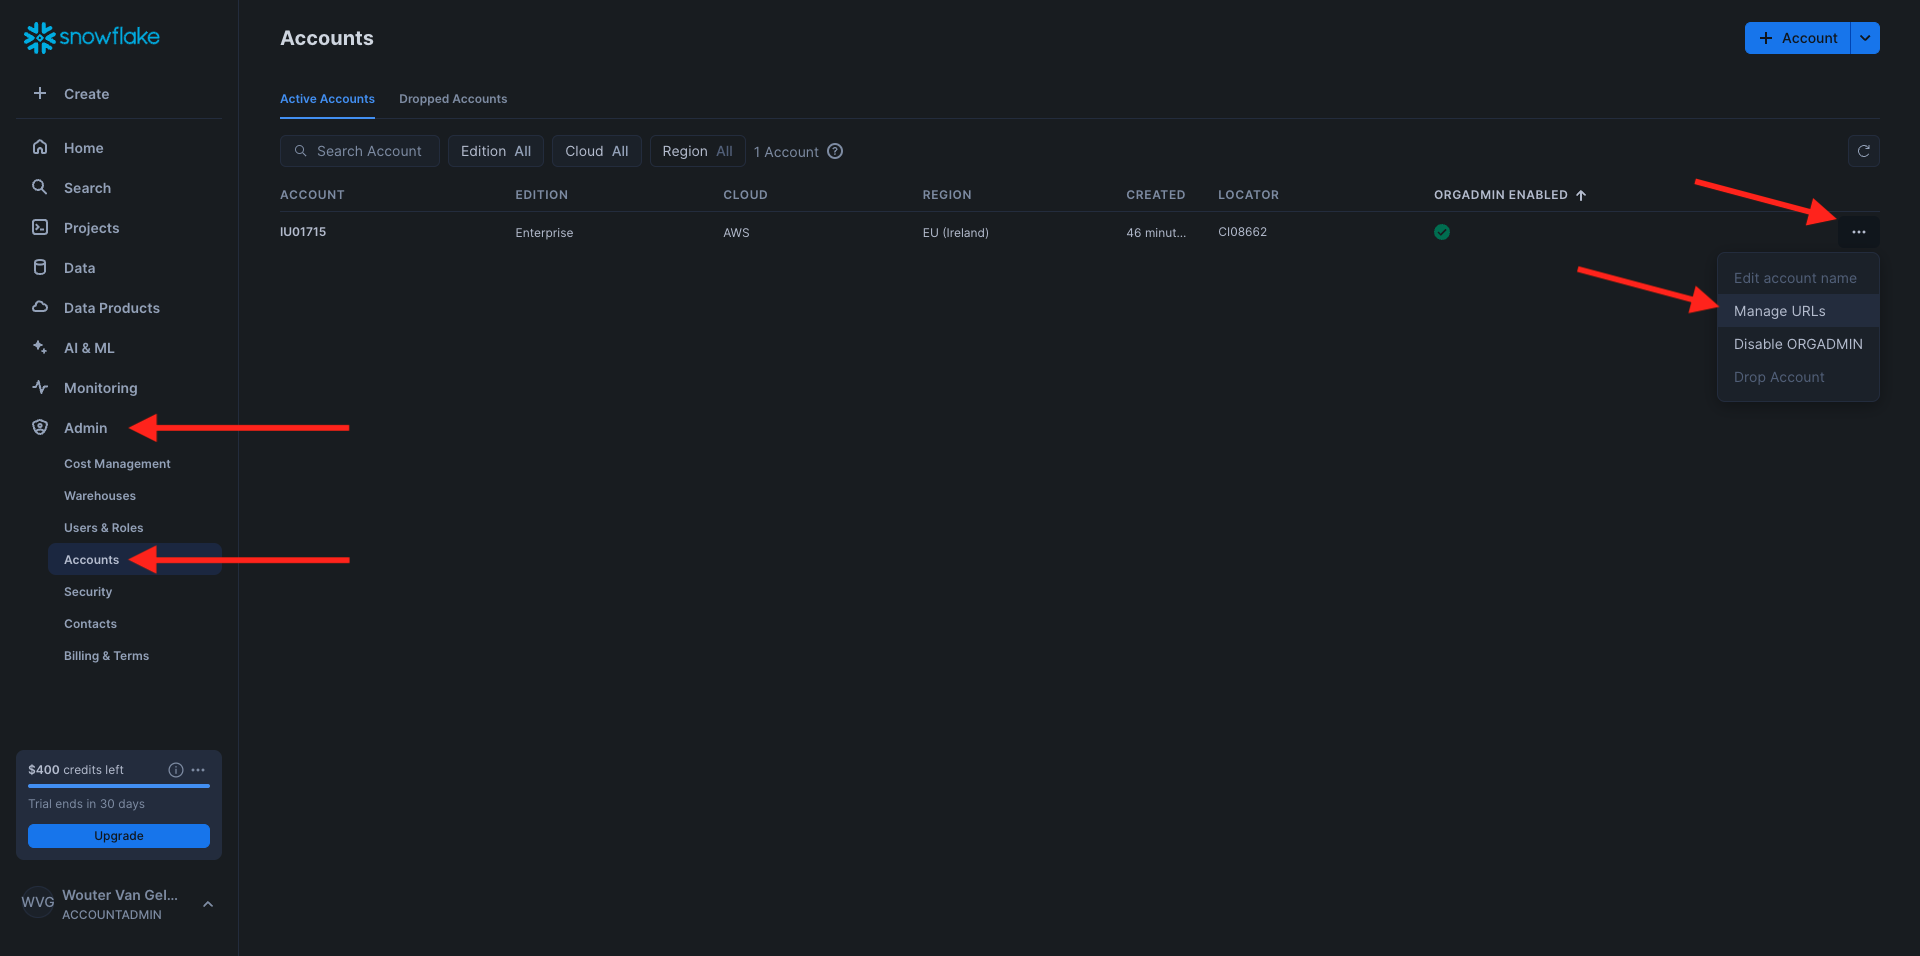 snowflake
Create
Home
Search
Projects
Data
Data Products
AI & ML
Monitoring
Admin
Cost Management
Warehouses
Users & Roles
Accounts
Security
Contacts
Billing & Terms
$400 credits left
Trial ends in 30 days
Upgrade
WVG
Wouter Van Gel...
ACCOUNTADMIN
Accounts
Account
Active Accounts Dropped Accounts
Search Account Edition All Cloud All Region All 1 Account
ACCOUNT EDITION CLOUD REGION CREATED LOCATOR ORGADMIN ENABLED
IU01715 Enterprise AWS EU (Ireland) 46 minut... CI08662
Edit account name
Manage URLs
Disable ORGADMIN
Drop Account